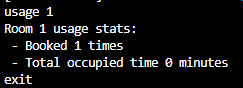 usage 1
Room 1 usage stats:
- Booked 1 times
- Total occupied time 0 minutes
exit